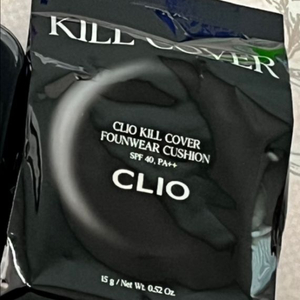 KILL COVER
CLIO KILL COVER
FOUNWEAR CUSHION
SPF 40, PA++
CLIO
15 g / Net Wt. 0.52 Oz.